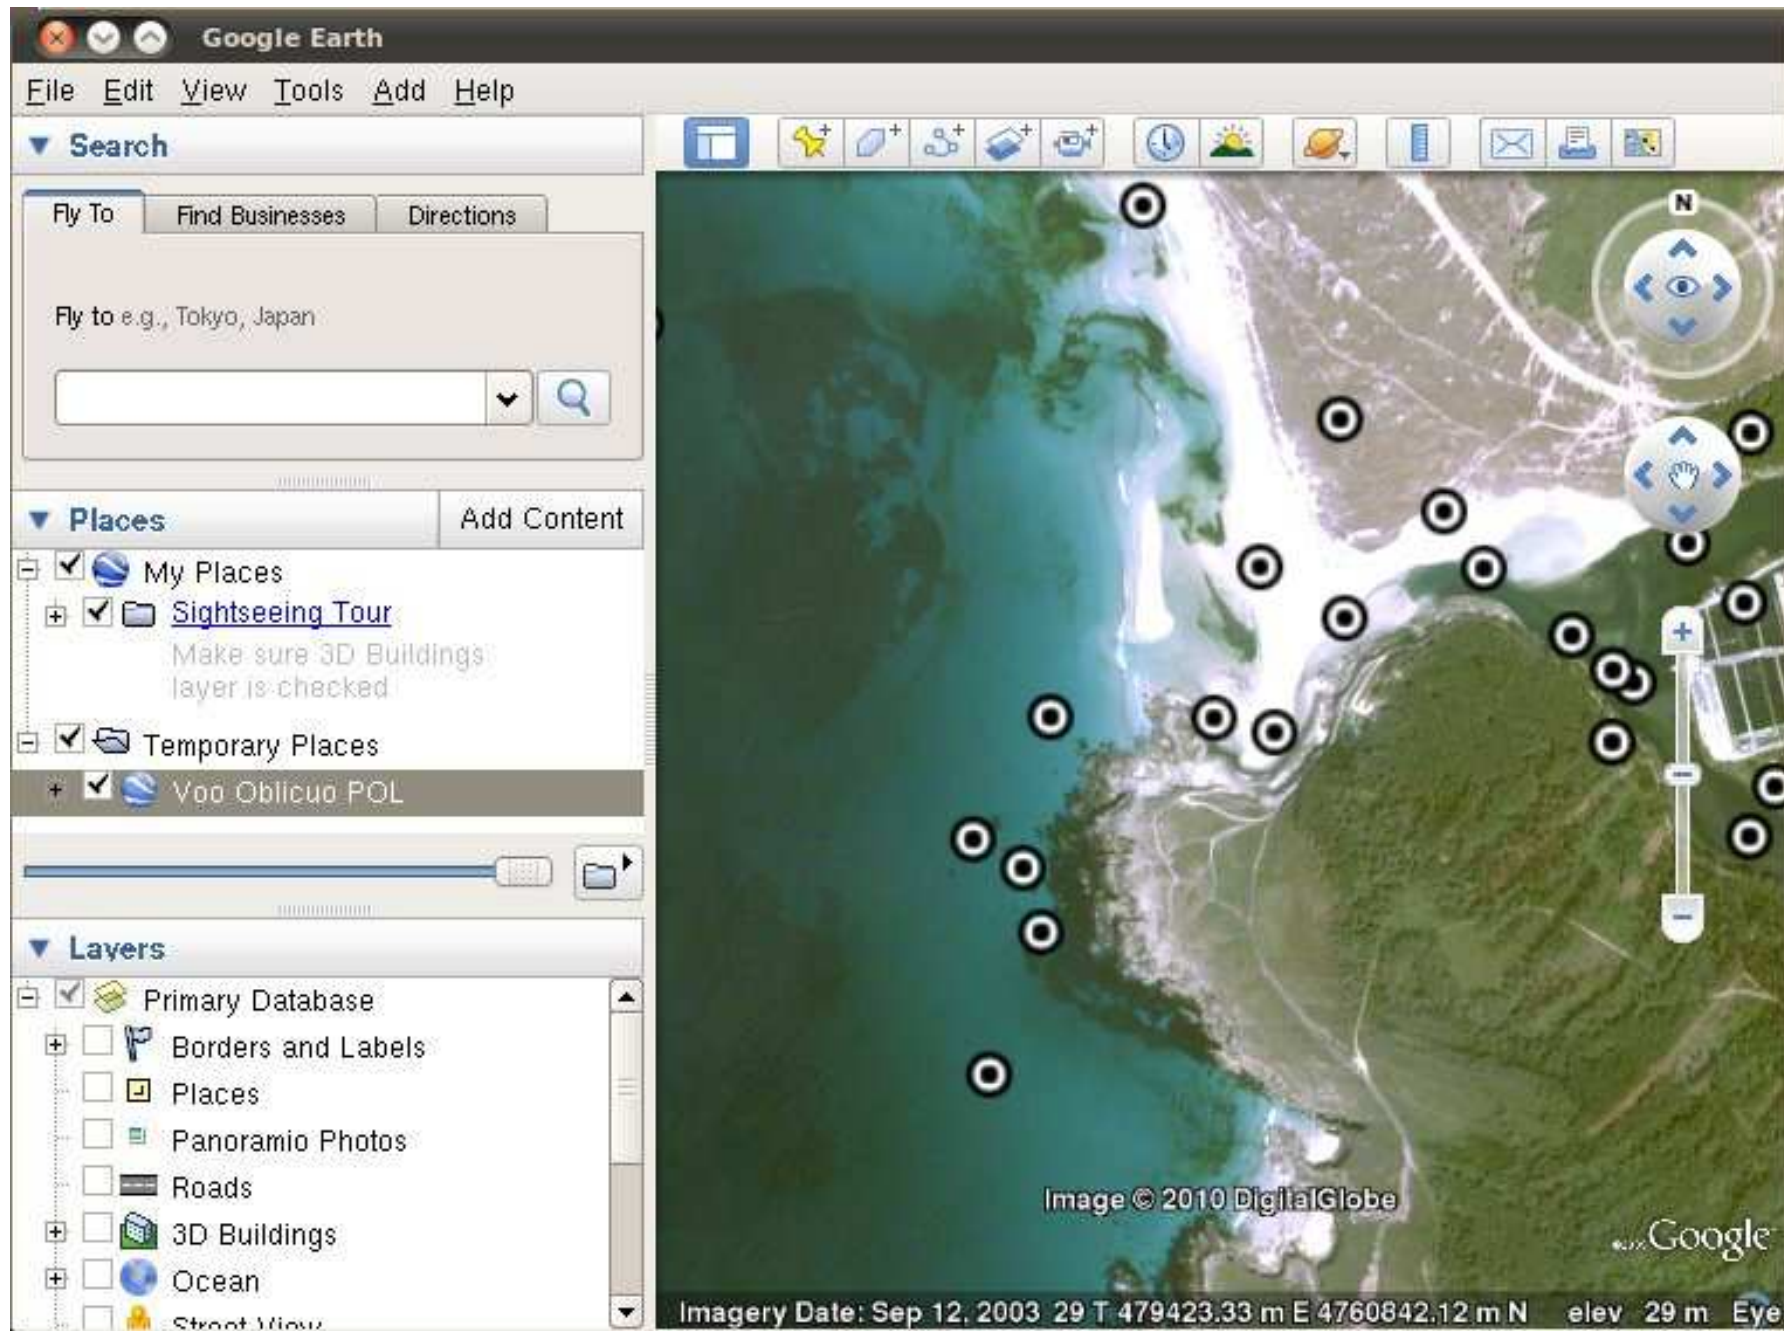 Google Earth
File Edit View Tools Add Help
Search
Fly To Find Businesses Directions
Fly to e.g., Tokyo, Japan
Places Add Content
My Places
Sightseeing Tour
Make sure 3D Buildings
layer is checked
Temporary Places
Voo Oblicuo POL
Layers
Primary Database
Borders and Labels
Places
Panoramio Photos
Roads
3D Buildings
Ocean
Street View
N
Image © 2010 DigitalGlobe
Google
Imagery Date: Sep 12, 2003 29 T 479423.33 m E 4760842.12 m N elev 29 m Eye